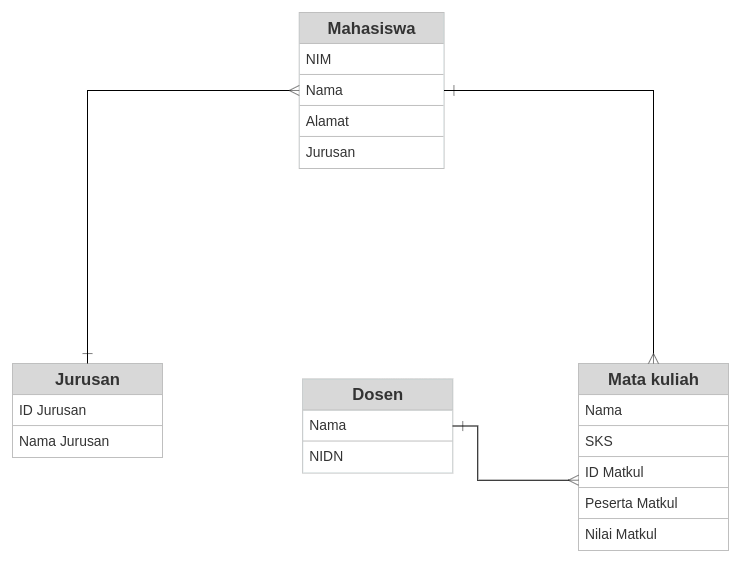 Mahasiswa
NIM
Nama
Alamat
Jurusan
Jurusan
ID Jurusan
Nama Jurusan
Dosen
Nama
NIDN
Mata kuliah
Nama
SKS
ID Matkul
Peserta Matkul
Nilai Matkul